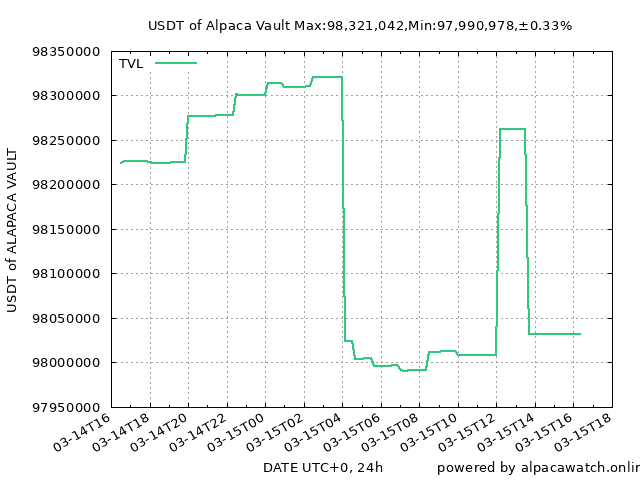 USDT of Alpaca Vault Max:98,321,042,Min:97,990,978,±0.33%
TVL
98350000
98300000
98250000
98200000
98150000
98100000
98050000
98000000
97950000
USDT of ALAPACA VAULT
03-14T16
03-14T18
03-14T20
03-14T22
03-15T00
03-15T02
03-15T04
03-15T06
03-15T08
03-15T10
03-15T12
03-15T14
03-15T16
03-15T18
DATE UTC+0, 24h
powered by alpacawatch.onlin